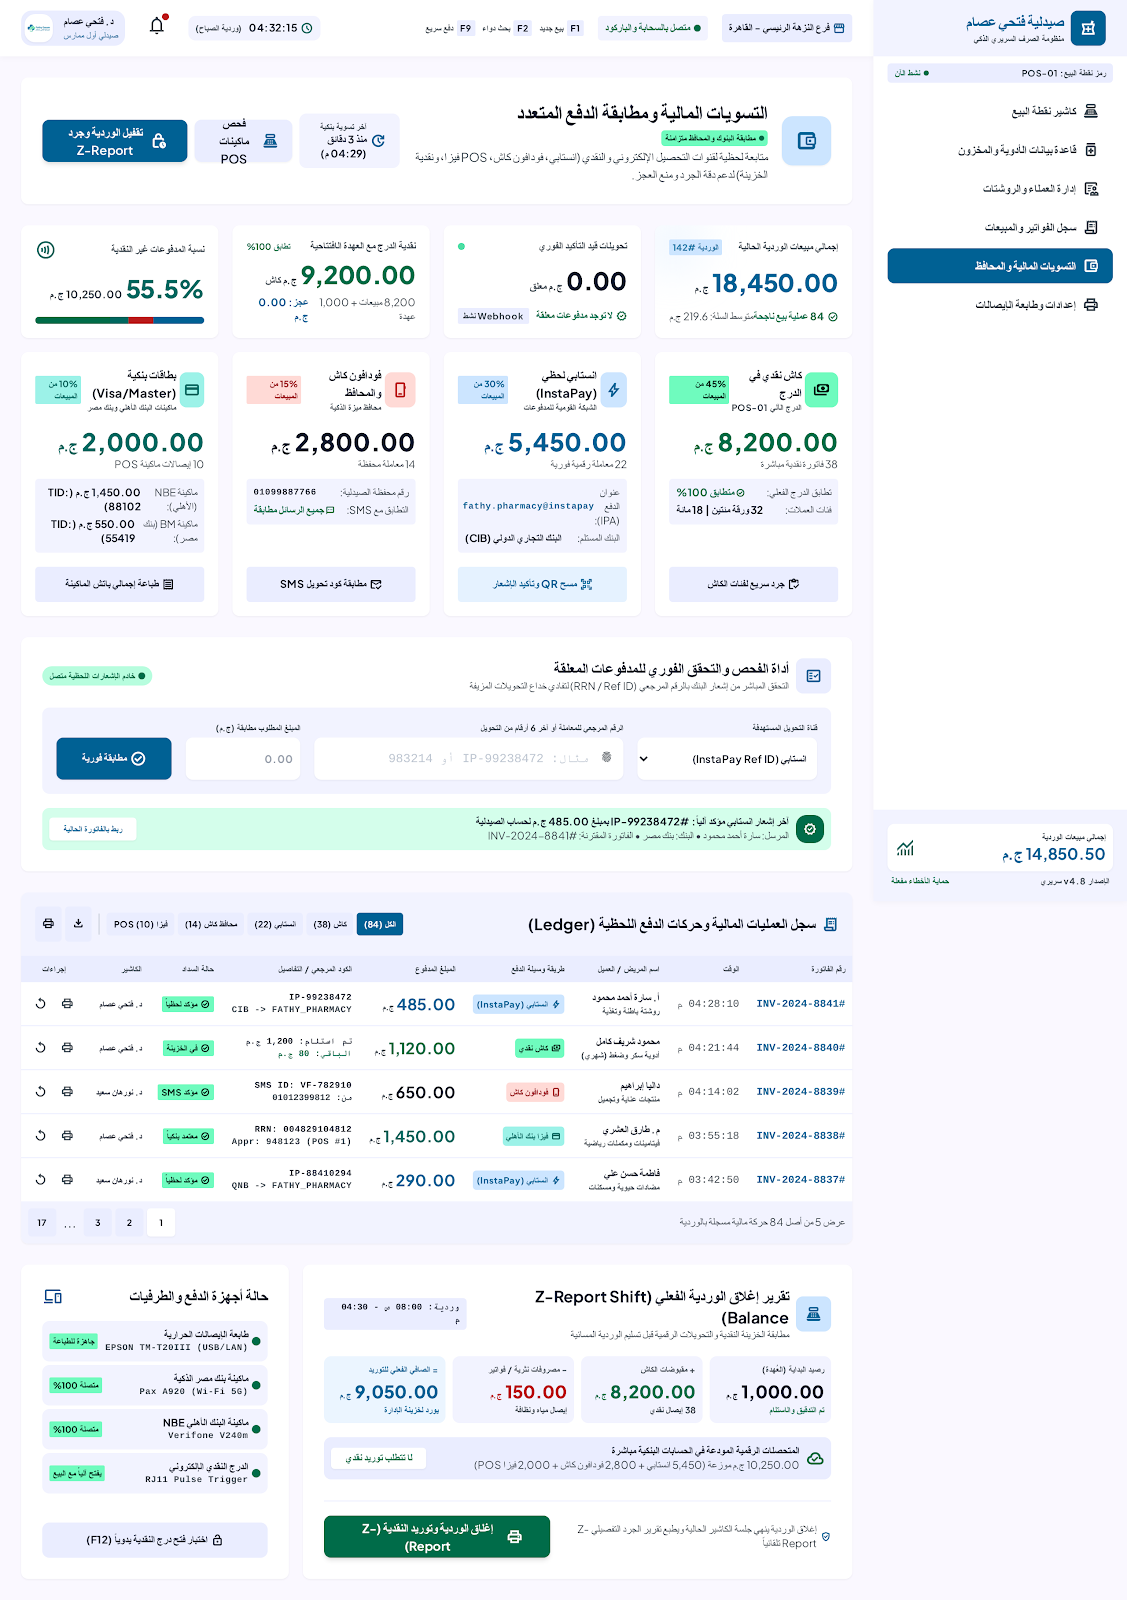 صيدلية فتحي عصام
منظومة الصرف السريري الذكي
رمز نقطة البيع: POS-01
نشط الآن
كاشير نقطة البيع
قاعدة بيانات الأدوية والمخزون
إدارة العملاء والروشتات
سجل الفواتير والمبيعات
التسويات المالية والمحافظ
إعدادات وطابعة الإيصالات
إجمالي مبيعات الوردية
14,850.50 ج.م
الإصدار v4.8 سريري
حماية الأخطاء مفعلة
فرع النزهة الرئيسي - القاهرة
متصل بالسحابة والباركود
F1 بيع جديد
F2 بحث دواء
F9 دفع سريع
04:32:15 (وردية الصباح)
د. فتحي عصام
صيدلي أول ممارس
التسويات المالية ومطابقة الدفع المتعدد
مطابقة البنوك والمحافظ متزامنة
متابعة لحظية لقنوات التحصيل الإلكتروني والنقدي (انستابي، فودافون كاش، POS فيزا، ونقدية
الخزينة) لدعم دقة الجرد ومنع العجز.
آخر تسوية بنكية
منذ 3 دقائق
(04:29 م)
فحص
ماكينات
POS
تقفيل الوردية وجرد
Z-Report
إجمالي مبيعات الوردية الحالية
الوردية #142
18,450.00 ج.م
84 عملية بيع ناجحة
متوسط السلة: 219.6 ج.م
تحويلات قيد التأكيد الفوري
0.00 ج.م معلق
لا توجد مدفوعات معلقة
Webhook نشط
نقدية الدرج مع العهدة الافتتاحية
تطابق 100%
9,200.00 ج.م كاش
8,200 مبيعات + 1,000
عهدة
عجز: 0.00
ج.م
نسبة المدفوعات غير النقدية
55.5% 10,250.00 ج.م
كاش نقدي في
الدرج
الدرج الآلي POS-01
45% من
المبيعات
8,200.00 ج.م
38 فاتورة نقدية مباشرة
تطابق الدرج الفعلي: متطابق 100%
فئات العملات: 32 ورقة مئتين | 18 مائة
جرد سريع لفئات الكاش
انستابي لحظي
(InstaPay)
الشبكة القومية للمدفوعات
30% من
المبيعات
5,450.00 ج.م
22 معاملة رقمية فورية
عنوان
الدفع
(IPA):
fathy.pharmacy@instapay
البنك المستلم: البنك التجاري الدولي (CIB)
مسح QR وتأكيد الإشعار
فودافون كاش
والمحافظ
محافظ ميزة الذكية
15% من
المبيعات
2,800.00 ج.م
14 معاملة محفظة
رقم محفظة الصيدلية: 01099887766
التطابق مع SMS: جميع الرسائل مطابقة
مطابقة كود تحويل SMS
بطاقات بنكية
(Visa/Master)
ماكينات البنك الأهلي وبنك مصر
10% من
المبيعات
2,000.00 ج.م
10 إيصالات ماكينة POS
ماكينة NBE
(الأهلي):
1,450.00 ج.م (TID:
88102)
ماكينة BM (بنك
مصر):
550.00 ج.م (TID:
55419)
طباعة إجمالي باتش الماكينة
أداة الفحص والتحقق الفوري للمدفوعات المعلقة
التحقق المباشر من إشعار البنك بالرقم المرجعي (RRN / Ref ID) لتفادي خداع التحويلات المزيفة
خادم الإشعارات اللحظية متصل
قناة التحويل المستهدفة
انستابي (InstaPay Ref ID)
الرقم المرجعي للمعاملة أو آخر 6 أرقام من التحويل
مثال: IP-99238472 أو 983214
المبلغ المطلوب مطابقة (ج.م)
0.00
مطابقة فورية
آخر إشعار انستابي مؤكد آلياً: #IP-99238472 بمبلغ 485.00 ج.م لحساب الصيدلية
المرسل: سارة أحمد محمود • البنك: بنك مصر • الفاتورة المقترنة: #INV-2024-8841
ربط بالفاتورة الحالية
سجل العمليات المالية وحركات الدفع اللحظية (Ledger)
الكل (84)
كاش (38)
انستابي (22)
محافظ كاش (14)
فيزا POS (10)
رقم الفاتورة
الوقت
اسم المريض / العميل
طريقة وسيلة الدفع
المبلغ المدفوع
الكود المرجعي / التفاصيل
حالة السداد
الكاشير
إجراءات
#INV-2024-8841
04:28:10 م
أ. سارة أحمد محمود
روشتة باطنة وتغذية
انستابي (InstaPay)
485.00 ج.م
IP-99238472
CIB -> FATHY_PHARMACY
مؤكد لحظياً
د. فتحي عصام
#INV-2024-8840
04:21:44 م
محمود شريف كامل
أدوية سكر وضغط (شهري)
كاش نقدي
1,120.00 ج.م
تم استلام: 1,200 ج.م
الباقي: 80 ج.م
في الخزينة
د. فتحي عصام
#INV-2024-8839
04:14:02 م
داليا إبراهيم
منتجات عناية وتجميل
فودافون كاش
650.00 ج.م
SMS ID: VF-782910
من: 01012399812
مؤكد SMS
د. نورهان سعيد
#INV-2024-8838
03:55:18 م
م. طارق العشري
فيتامينات ومكملات رياضية
فيزا بنك الأهلي
1,450.00 ج.م
RRN: 004829104812
Appr: 948123 (POS #1)
معتمد بنكياً
د. فتحي عصام
#INV-2024-8837
03:42:50 م
فاطمة حسن علي
مضادات حيوية ومسكنات
انستابي (InstaPay)
290.00 ج.م
IP-88410294
QNB -> FATHY_PHARMACY
مؤكد لحظياً
د. نورهان سعيد
عرض 5 من أصل 84 حركة مالية مسجلة بالوردية
1
2
3
...
17
تقرير إغلاق الوردية الفعلي (Z-Report Shift
Balance)
مطابقة الخزينة النقدية والتحويلات الرقمية قبل تسليم الوردية المسائية
وردية: 08:00 ص - 04:30
م
رصيد البداية (العهدة)
1,000.00 ج.م
تم التدقيق والاستلام
+ مقبوضات الكاش
8,200.00 ج.م
38 إيصال نقدي
- مصروفات نثرية / فواتير
150.00 ج.م
إيصال مياه ونظافة
= الصافي الفعلي للتوريد
9,050.00 ج.م
يورد لخزينة الإدارة
المتحصلات الرقمية المودعة في الحسابات البنكية مباشرة
10,250.00 ج.م موزعة (5,450 انستابي + 2,800 فودافون كاش + 2,000 فيزا POS)
لا تتطلب توريد نقدي
إغلاق الوردية ينهي جلسة الكاشير الحالية ويطبع تقرير الجرد التفصيلي Z-
Report تلقائياً
إغلاق الوردية وتوريد النقدية (Z-
Report)
حالة أجهزة الدفع والطرفيات
طابعة الإيصالات الحرارية
EPSON TM-T20III (USB/LAN)
جاهزة للطباعة
ماكينة بنك مصر الذكية
Pax A920 (Wi-Fi 5G)
متصلة 100%
ماكينة البنك الأهلي NBE
Verifone V240m
متصلة 100%
الدرج النقدي الإلكتروني
RJ11 Pulse Trigger
يفتح آلياً مع البيع
اختبار فتح درج النقدية يدوياً (F12)